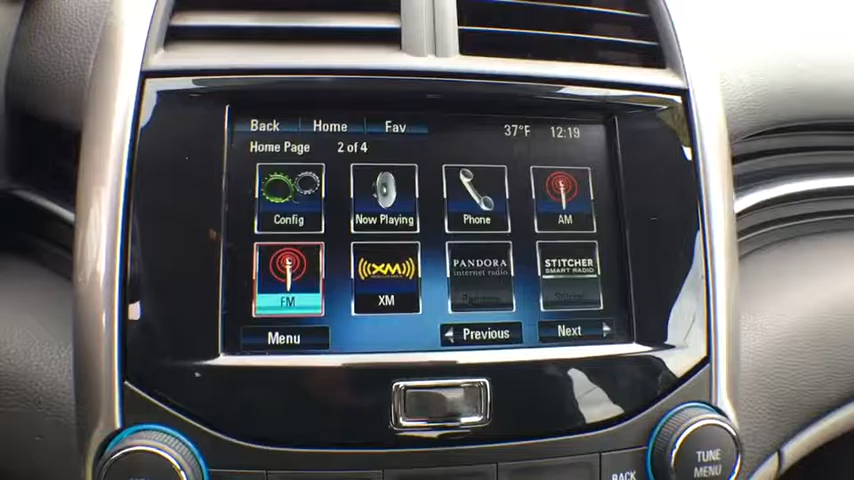 Back Home Fav 37°F 12:19
Home Page 2 of 4
Config Now Playing Phone AM
PANDORA STITCHER
internet radio SMART RADIO
XM
FM XM
Menu Previous Next
TUNE
MENU
BACK